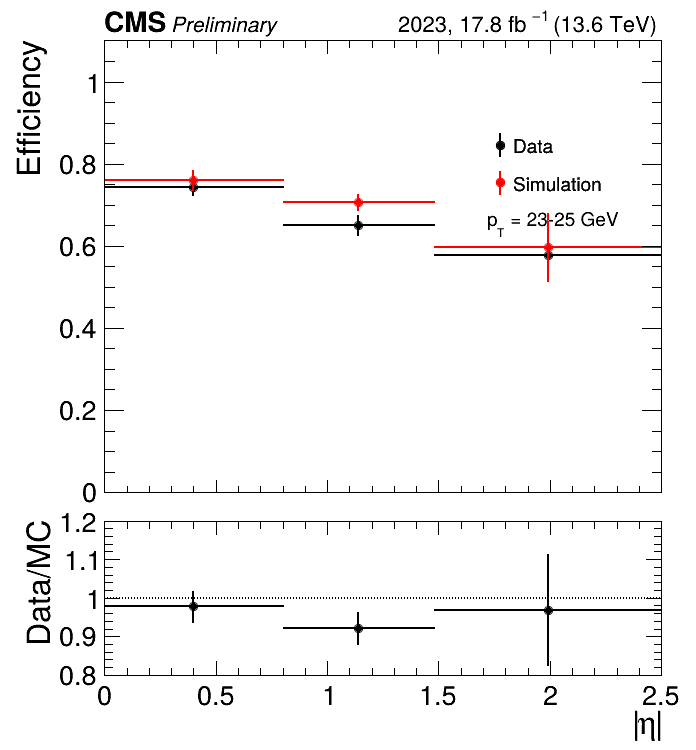 CMS Preliminary 2023, 17.8 fb⁻¹ (13.6 TeV)
Efficiency
1
0.8
0.6
0.4
0.2
0
Data
Simulation
p_T = 23-25 GeV
Data/MC
1.2
1.1
1
0.9
0.8
0 0.5 1 1.5 2 2.5
|η|